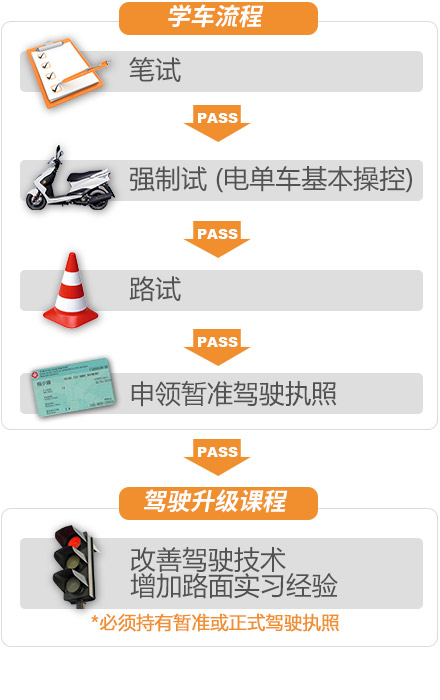 学车流程
笔试
PASS
强制试 (电单车基本操控)
PASS
路试
PASS
申领暂准驾驶执照
PASS
驾驶升级课程
改善驾驶技术
增加路面实习经验
*必须持有暂准或正式驾驶执照